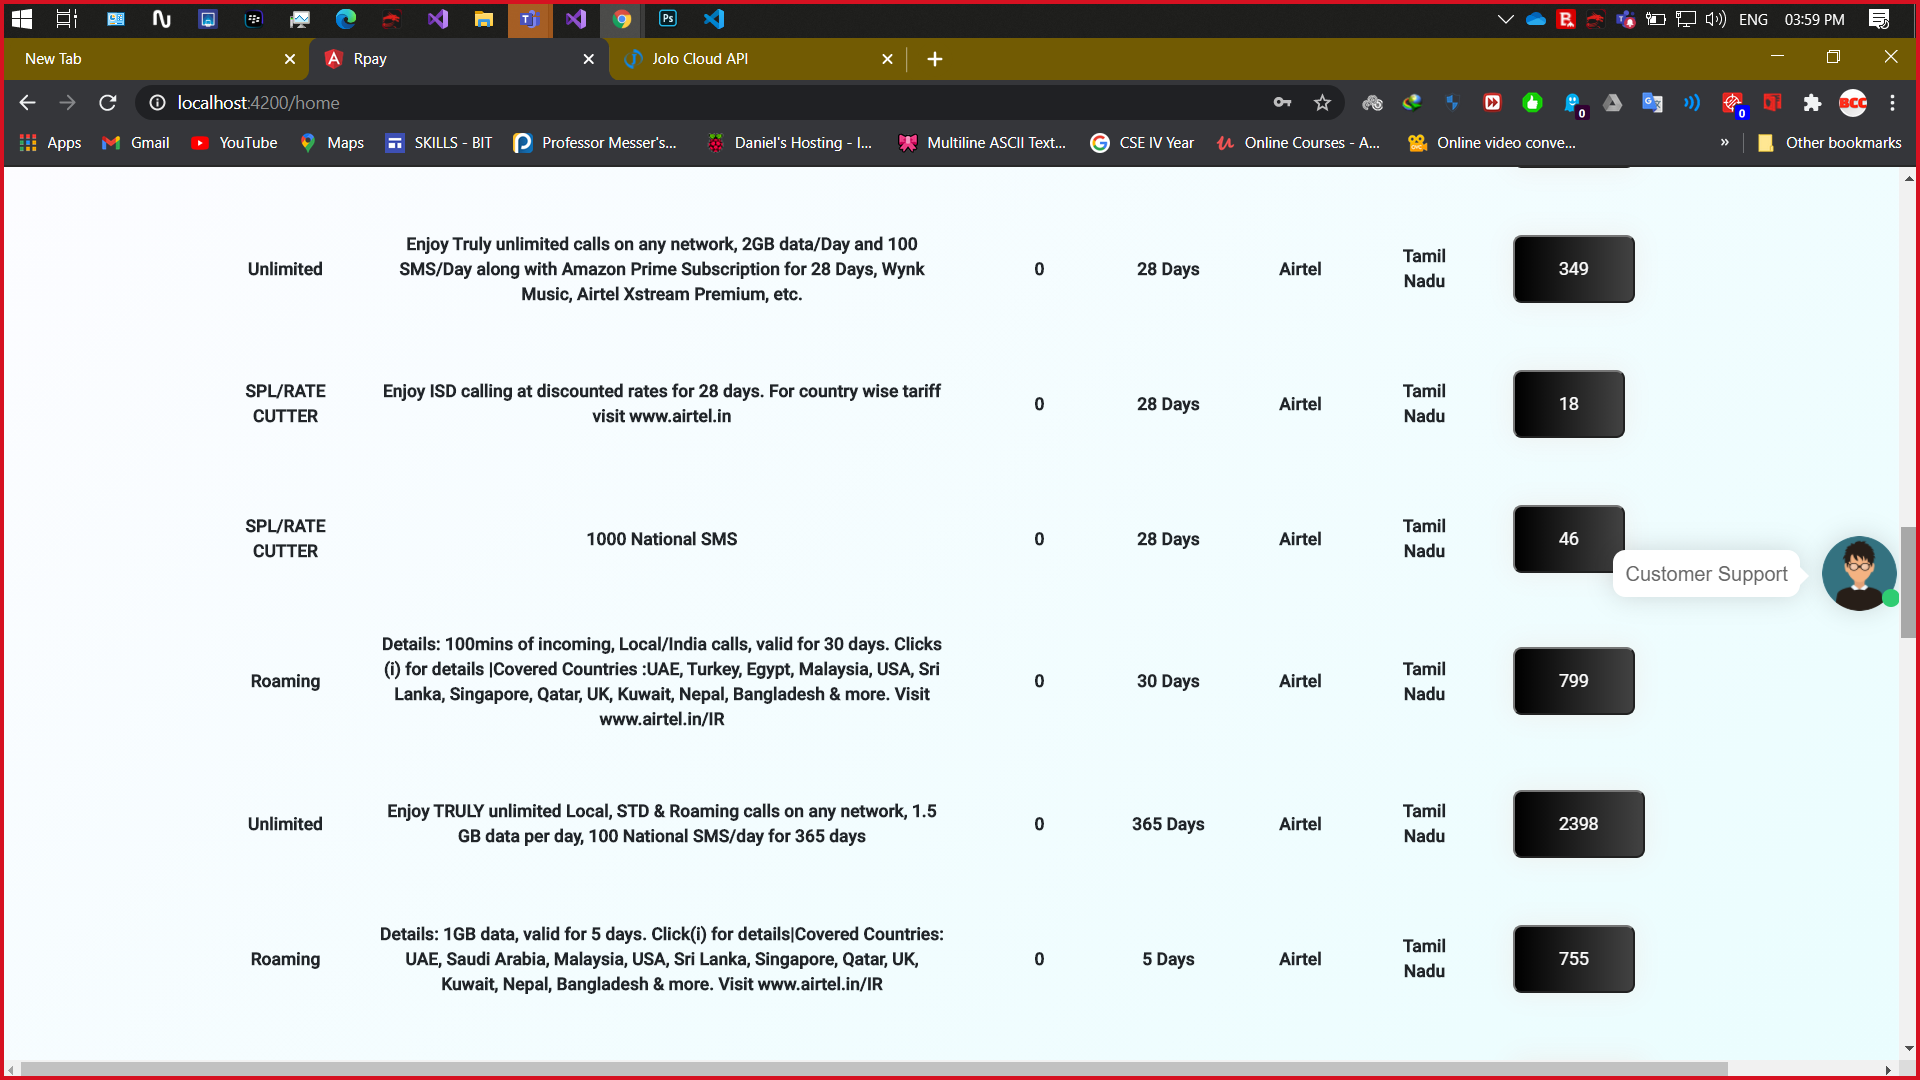 ENG 03:59 PM
New Tab
Rpay
Jolo Cloud API
localhost:4200/home
0
0
BCC
Apps
Gmail
YouTube
Maps
SKILLS - BIT
Professor Messer's...
Daniel's Hosting - I...
Multiline ASCII Text...
CSE IV Year
Online Courses - A...
Online video conve...
»
Other bookmarks
Unlimited
Enjoy Truly unlimited calls on any network, 2GB data/Day and 100
SMS/Day along with Amazon Prime Subscription for 28 Days, Wynk
Music, Airtel Xstream Premium, etc.
0
28 Days
Airtel
Tamil
Nadu
349
SPL/RATE
CUTTER
Enjoy ISD calling at discounted rates for 28 days. For country wise tariff
visit www.airtel.in
0
28 Days
Airtel
Tamil
Nadu
18
SPL/RATE
CUTTER
1000 National SMS
0
28 Days
Airtel
Tamil
Nadu
46
Customer Support
Roaming
Details: 100mins of incoming, Local/India calls, valid for 30 days. Clicks
(i) for details |Covered Countries :UAE, Turkey, Egypt, Malaysia, USA, Sri
Lanka, Singapore, Qatar, UK, Kuwait, Nepal, Bangladesh & more. Visit
www.airtel.in/IR
0
30 Days
Airtel
Tamil
Nadu
799
Unlimited
Enjoy TRULY unlimited Local, STD & Roaming calls on any network, 1.5
GB data per day, 100 National SMS/day for 365 days
0
365 Days
Airtel
Tamil
Nadu
2398
Roaming
Details: 1GB data, valid for 5 days. Click(i) for details|Covered Countries:
UAE, Saudi Arabia, Malaysia, USA, Sri Lanka, Singapore, Qatar, UK,
Kuwait, Nepal, Bangladesh & more. Visit www.airtel.in/IR
0
5 Days
Airtel
Tamil
Nadu
755